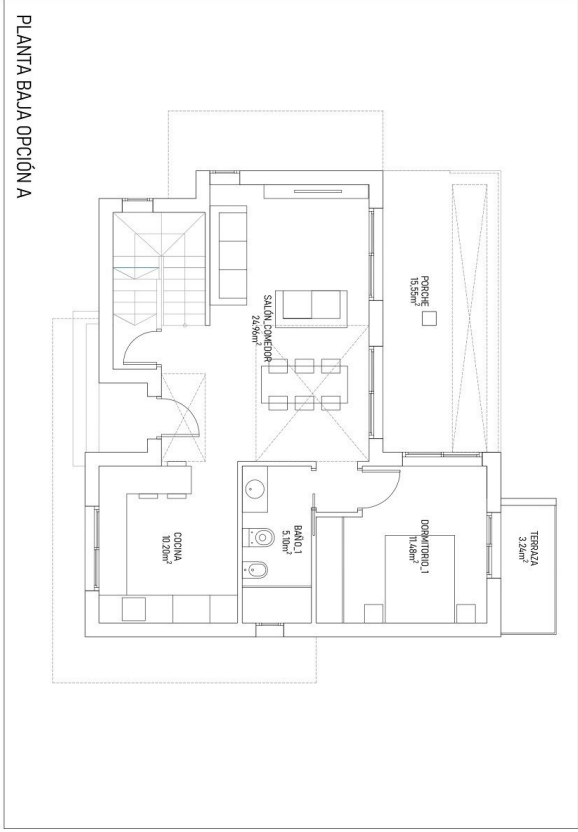 PLANTA BAJA OPCIÓN A
PORCHE
15,55m²
SALÓN_COMEDOR
24,96m²
TERRAZA
3.24m²
DORMITORIO_1
11.48m²
BAÑO_1
5.10m²
COCINA
10.20m²